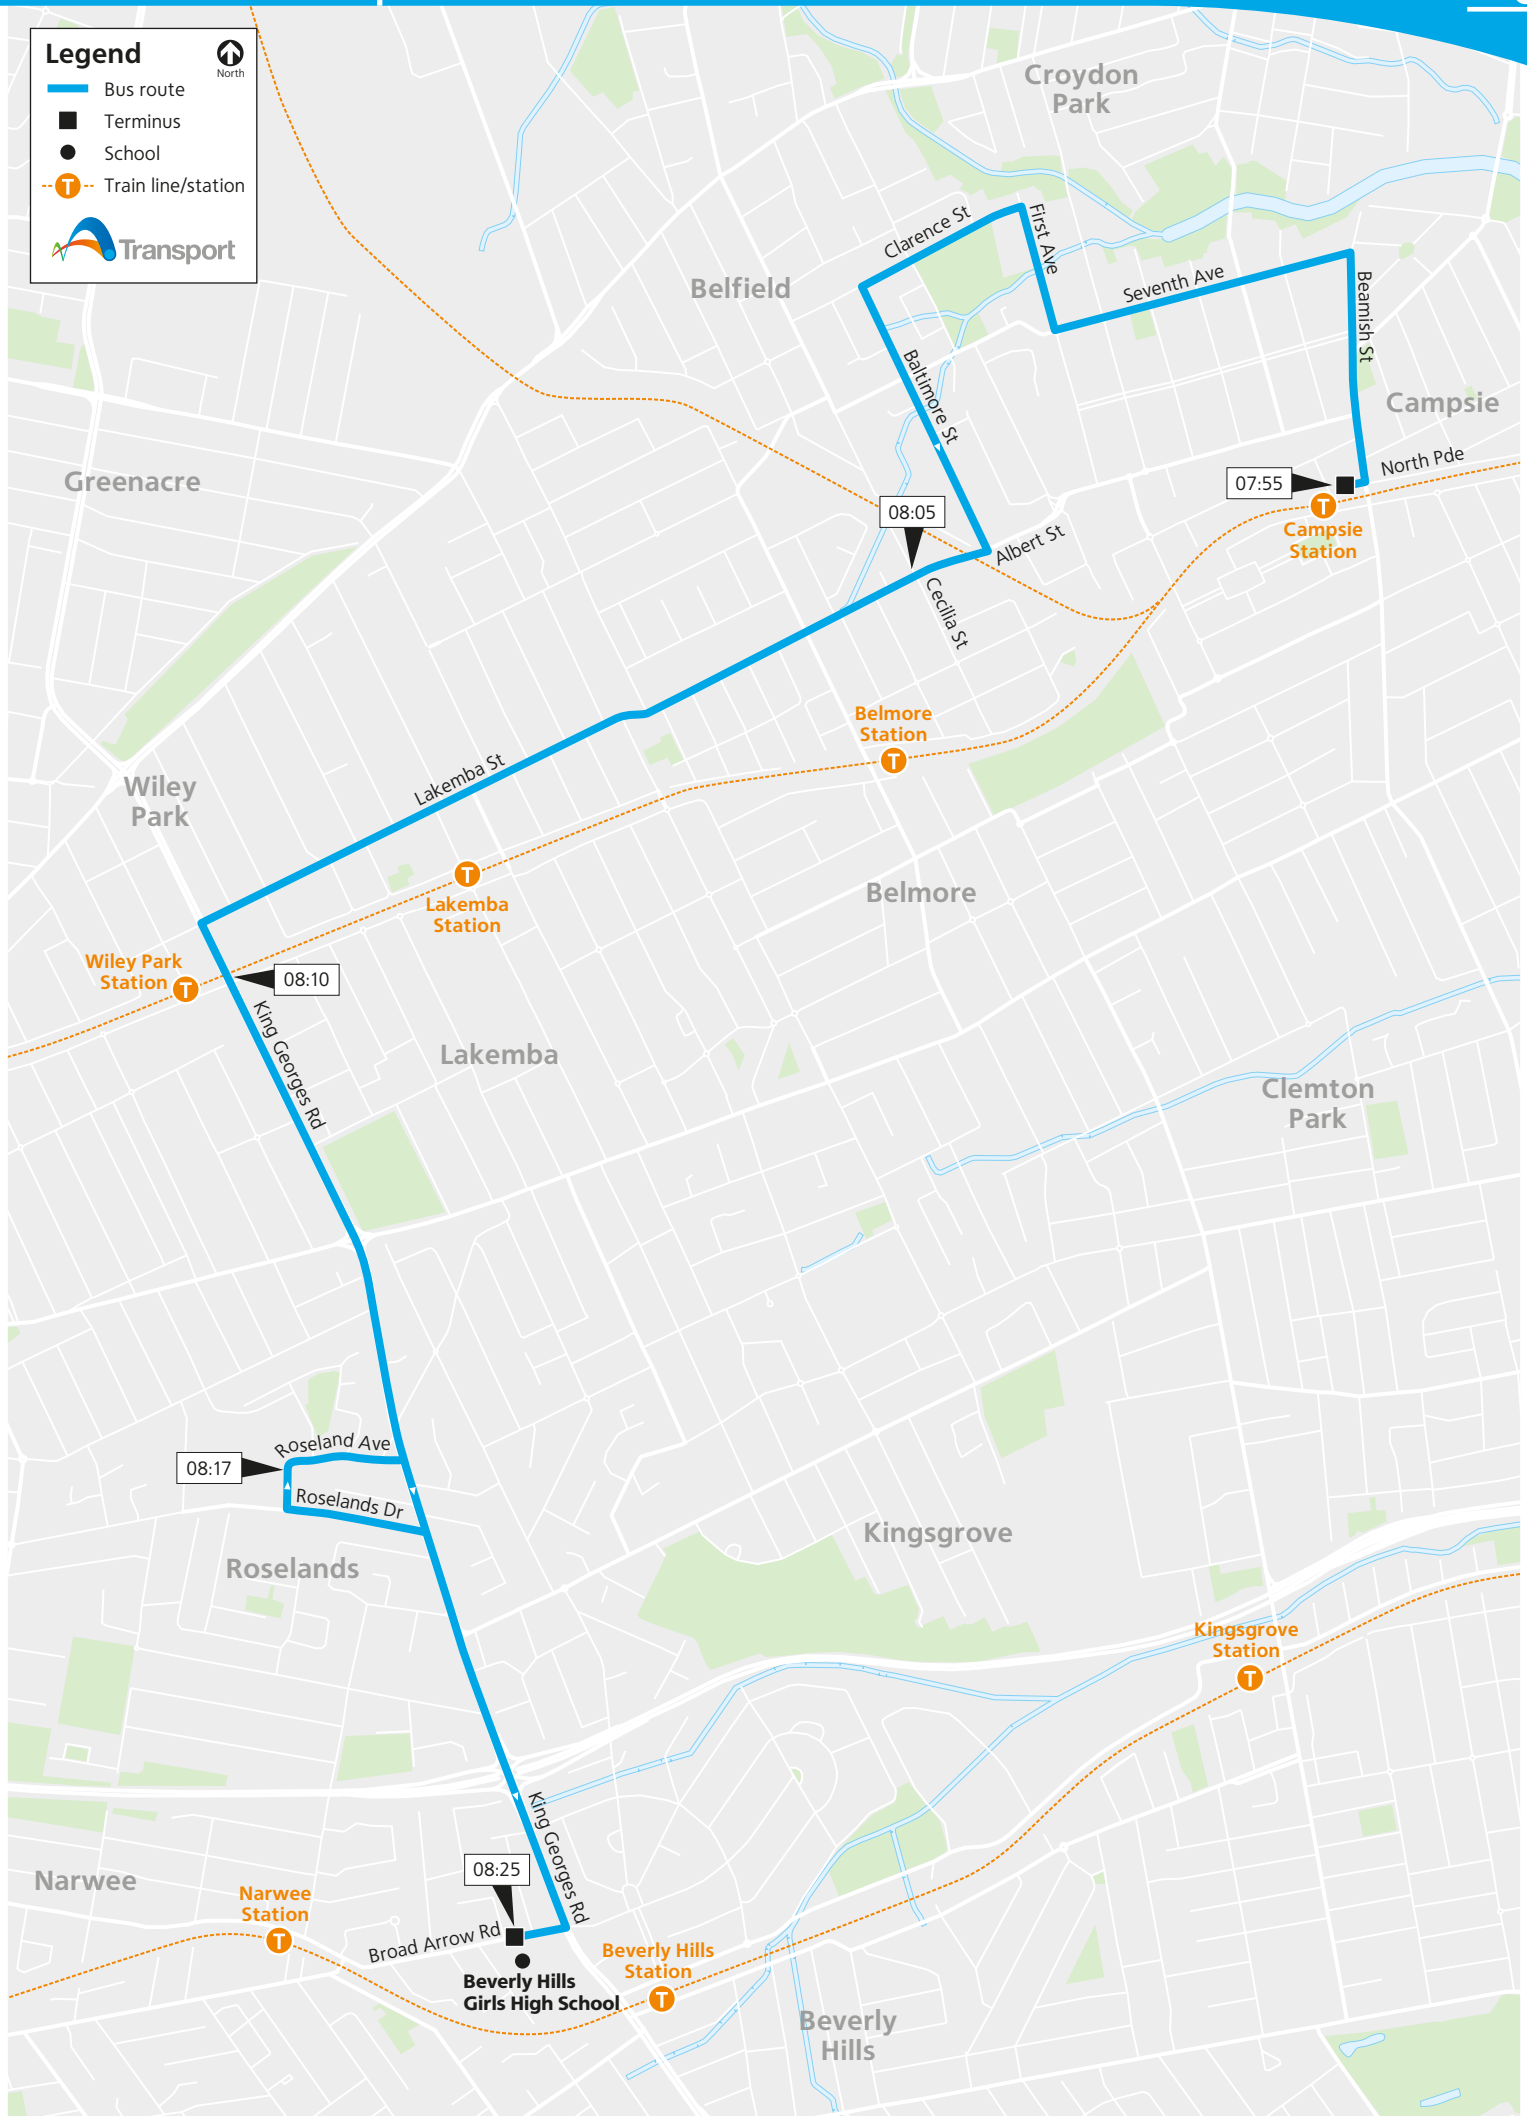 Legend
North
Bus route
Terminus
School
T
Train line/station
Transport
Croydon
Park
Clarence St
First Ave
Belfield
Seventh Ave
Beamish St
Baltimore St
Campsie
Greenacre
North Pde
07:55
T
Campsie
Station
08:05
Albert St
Cecilia St
Belmore
Station
T
Lakemba St
Wiley
Park
T
Lakemba
Station
Belmore
Wiley Park
Station
T
08:10
King Georges Rd
Lakemba
Clemton
Park
Roseland Ave
08:17
Roselands Dr
Kingsgrove
Roselands
Kingsgrove
Station
T
King Georges Rd
08:25
Narwee
Narwee
Station
T
Broad Arrow Rd
Beverly Hills
Station
T
Beverly Hills
Girls High School
Beverly
Hills